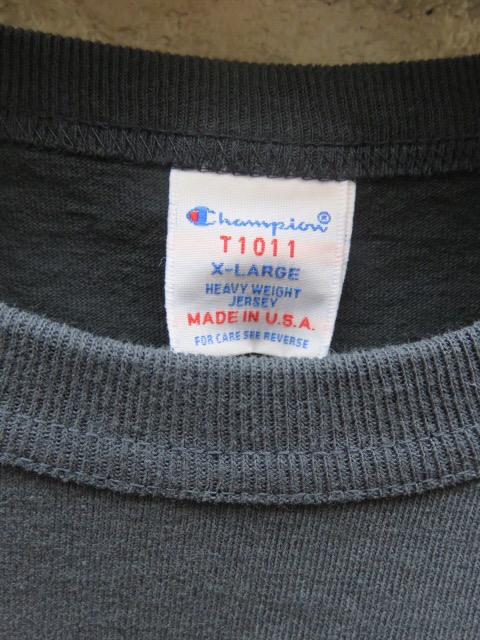 Champion®
T1011
X-LARGE
HEAVY WEIGHT
JERSEY
MADE IN U.S.A.
FOR CARE SEE REVERSE